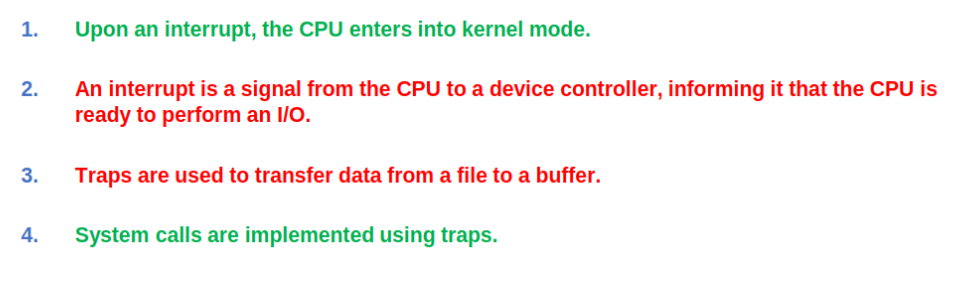 1. Upon an interrupt, the CPU enters into kernel mode.
2. An interrupt is a signal from the CPU to a device controller, informing it that the CPU is
ready to perform an I/O.
3. Traps are used to transfer data from a file to a buffer.
4. System calls are implemented using traps.